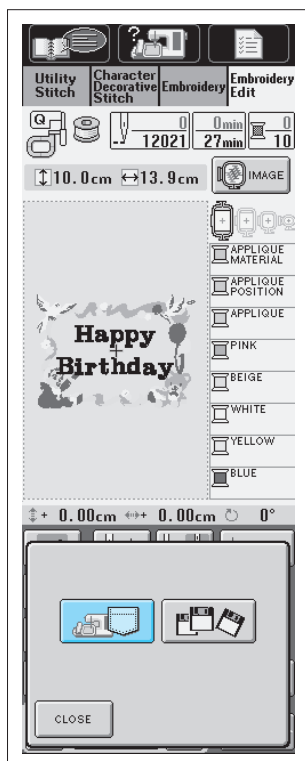 Utility Stitch
Character Decorative Stitch
Embroidery
Embroidery Edit
Q
0
12021
0min
27min
0
10
10.0cm
13.9cm
IMAGE
APPLIQUE MATERIAL
APPLIQUE POSITION
APPLIQUE
PINK
BEIGE
WHITE
YELLOW
BLUE
Happy
Birthday
+ 0.00cm
+ 0.00cm
0°
CLOSE